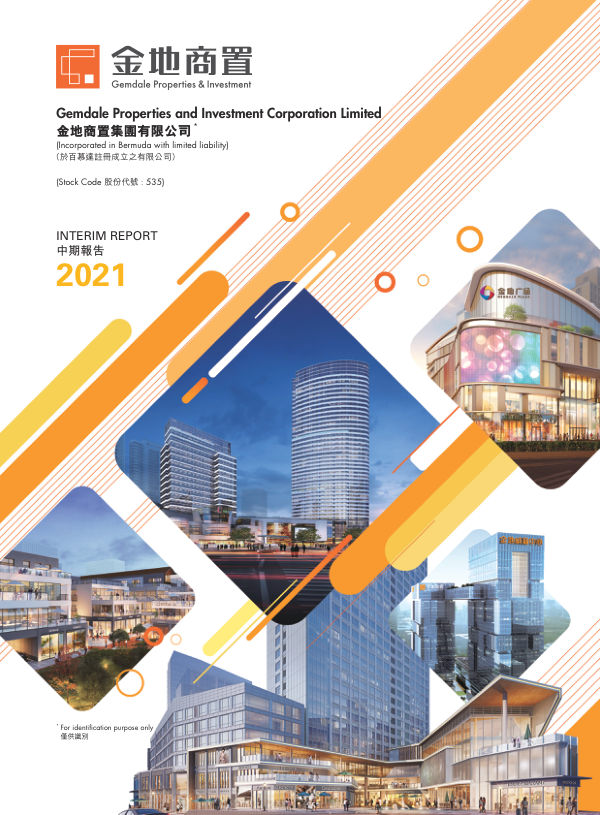 金地商置
Gemdale Properties & Investment
Gemdale Properties and Investment Corporation Limited
金地商置集團有限公司*
(Incorporated in Bermuda with limited liability)
(於百慕達註冊成立之有限公司)
(Stock Code 股份代號 : 535)
INTERIM REPORT
中期報告
2021
金地广场
GEMDALE PLAZA
* For identification purpose only
僅供識別